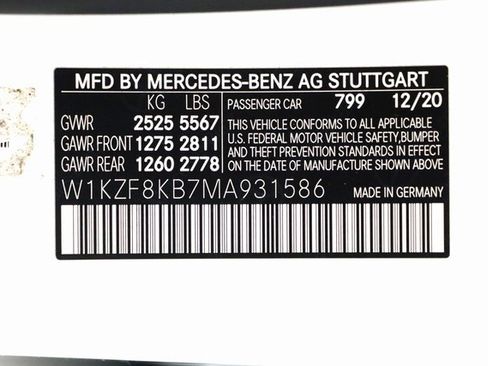 MFD BY MERCEDES-BENZ AG STUTTGART
KG LBS PASSENGER CAR 799 12/20
GVWR 2525 5567
GAWR FRONT 1275 2811
GAWR REAR 1260 2778
THIS VEHICLE CONFORMS TO ALL APPLICABLE
U.S. FEDERAL MOTOR VEHICLE SAFETY, BUMPER
AND THEFT PREVENTION STANDARDS IN EFFECT
ON THE DATE OF MANUFACTURE SHOWN ABOVE
W1KZF8KB7MA931586 MADE IN GERMANY